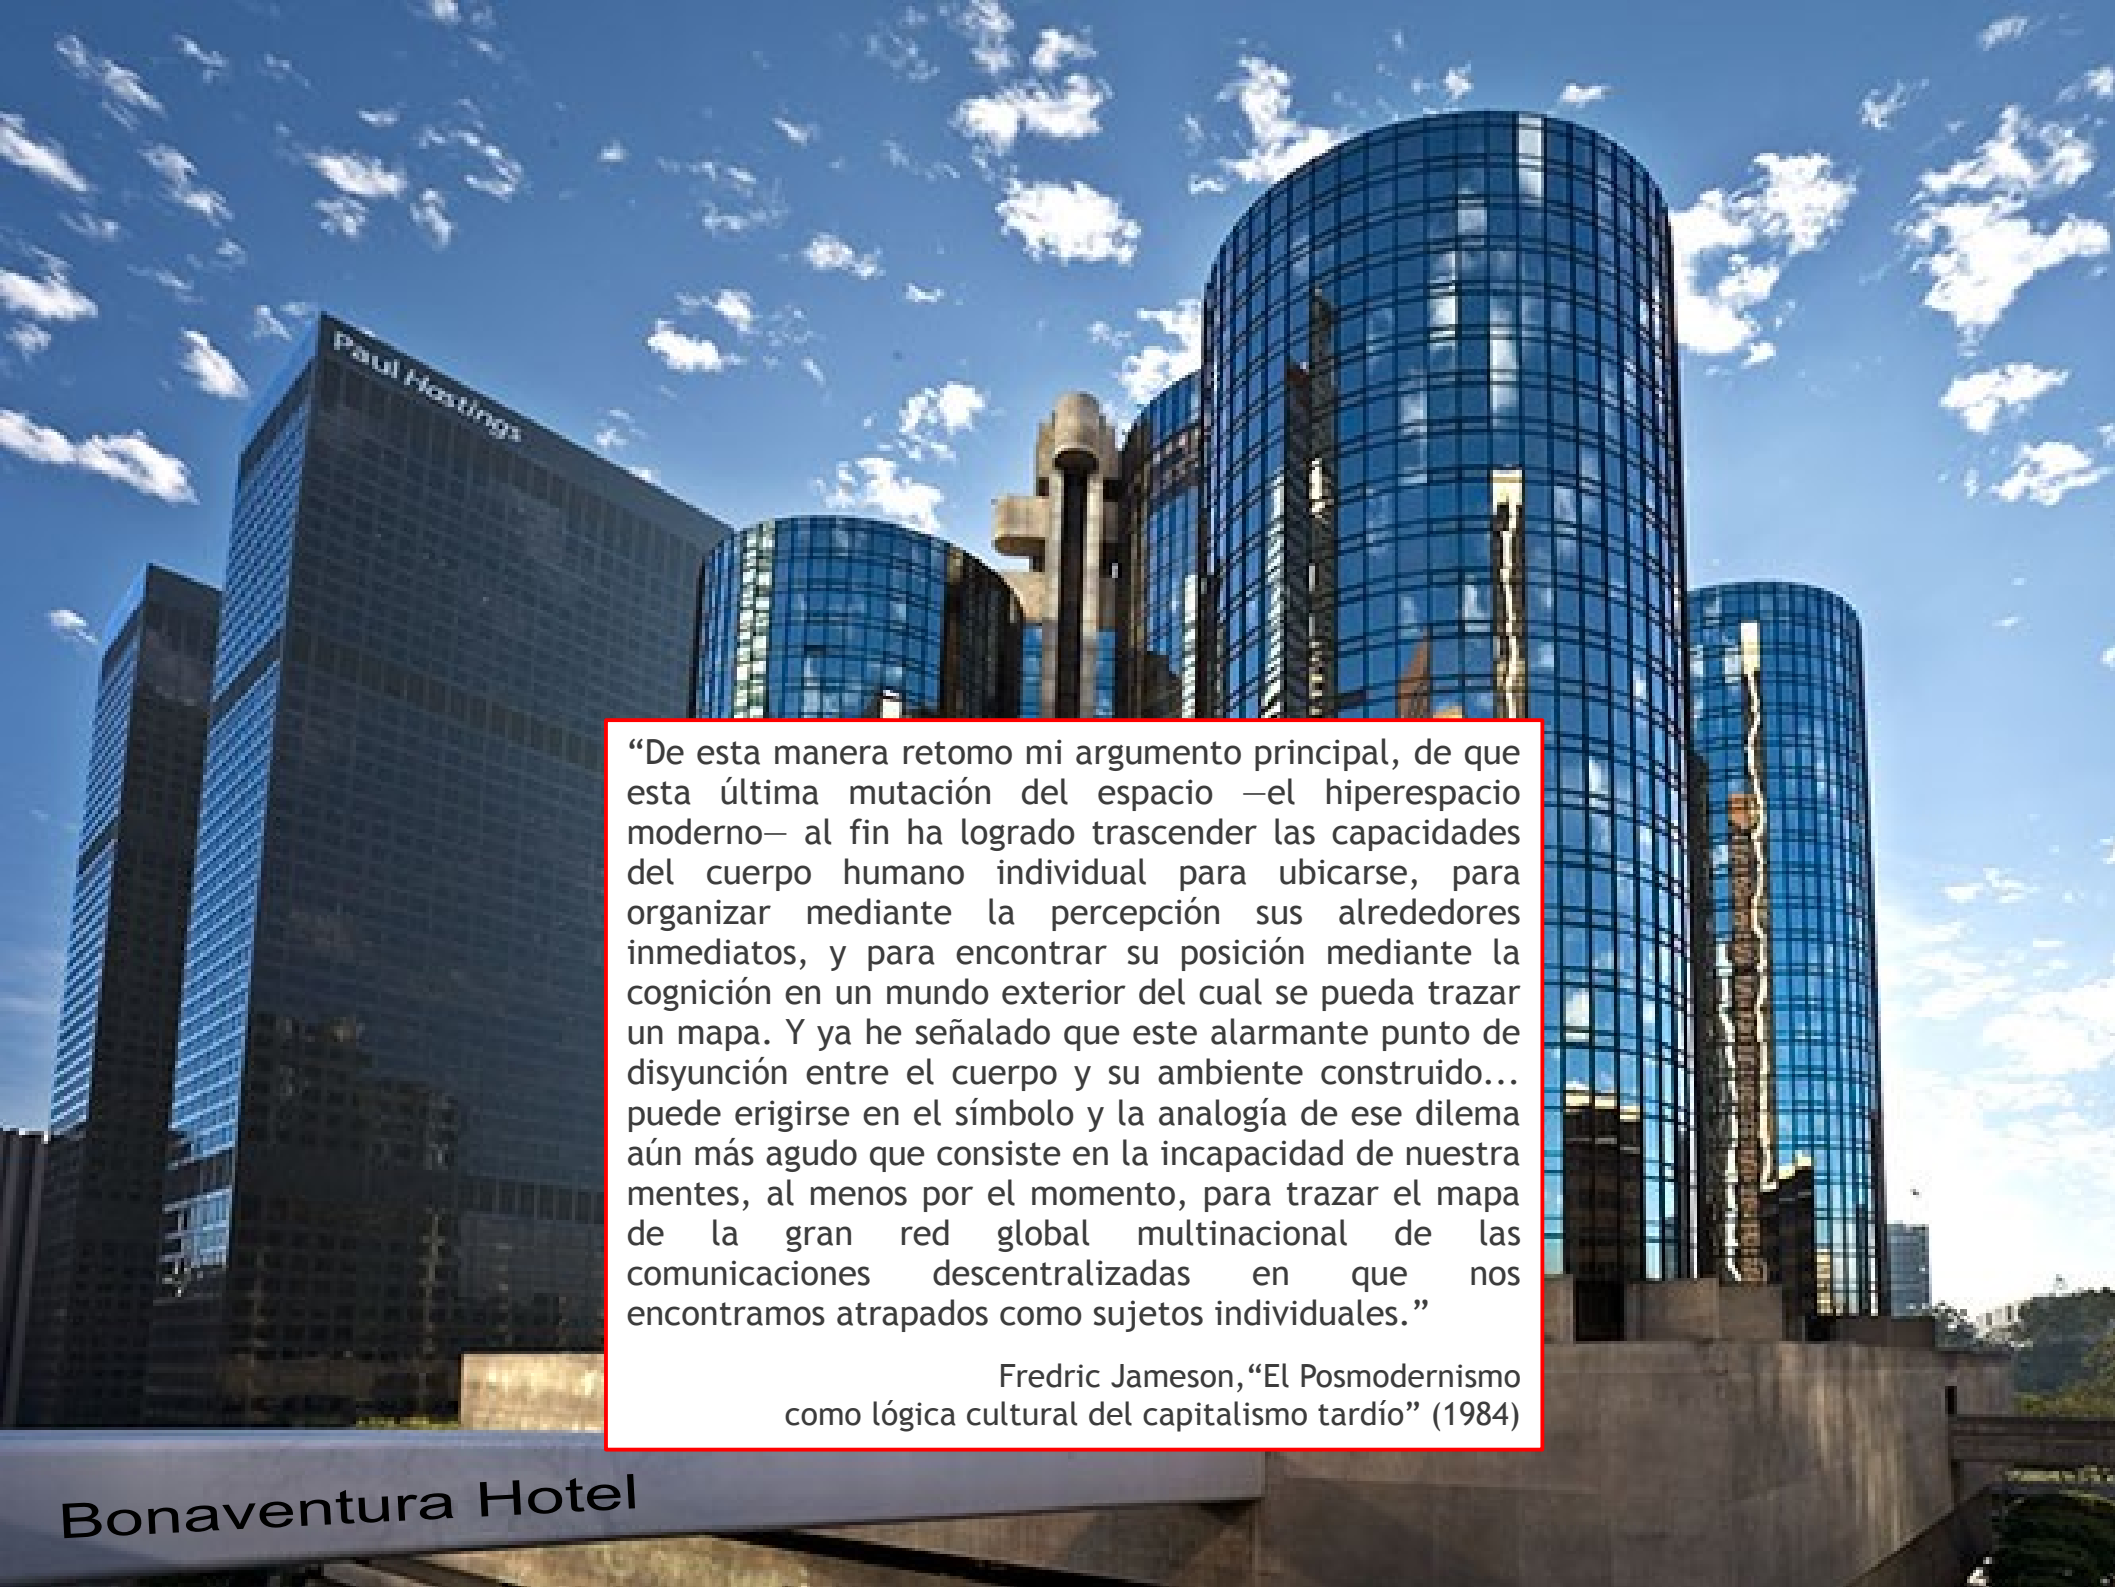 Paul Hastings
“De esta manera retomo mi argumento principal, de que
esta última mutación del espacio —el hiperespacio
moderno— al fin ha logrado trascender las capacidades
del cuerpo humano individual para ubicarse, para
organizar mediante la percepción sus alrededores
inmediatos, y para encontrar su posición mediante la
cognición en un mundo exterior del cual se pueda trazar
un mapa. Y ya he señalado que este alarmante punto de
disyunción entre el cuerpo y su ambiente construido...
puede erigirse en el símbolo y la analogía de ese dilema
aún más agudo que consiste en la incapacidad de nuestra
mentes, al menos por el momento, para trazar el mapa
de la gran red global multinacional de las
comunicaciones descentralizadas en que nos
encontramos atrapados como sujetos individuales.”
Fredric Jameson,“El Posmodernismo
como lógica cultural del capitalismo tardío” (1984)
Bonaventura Hotel